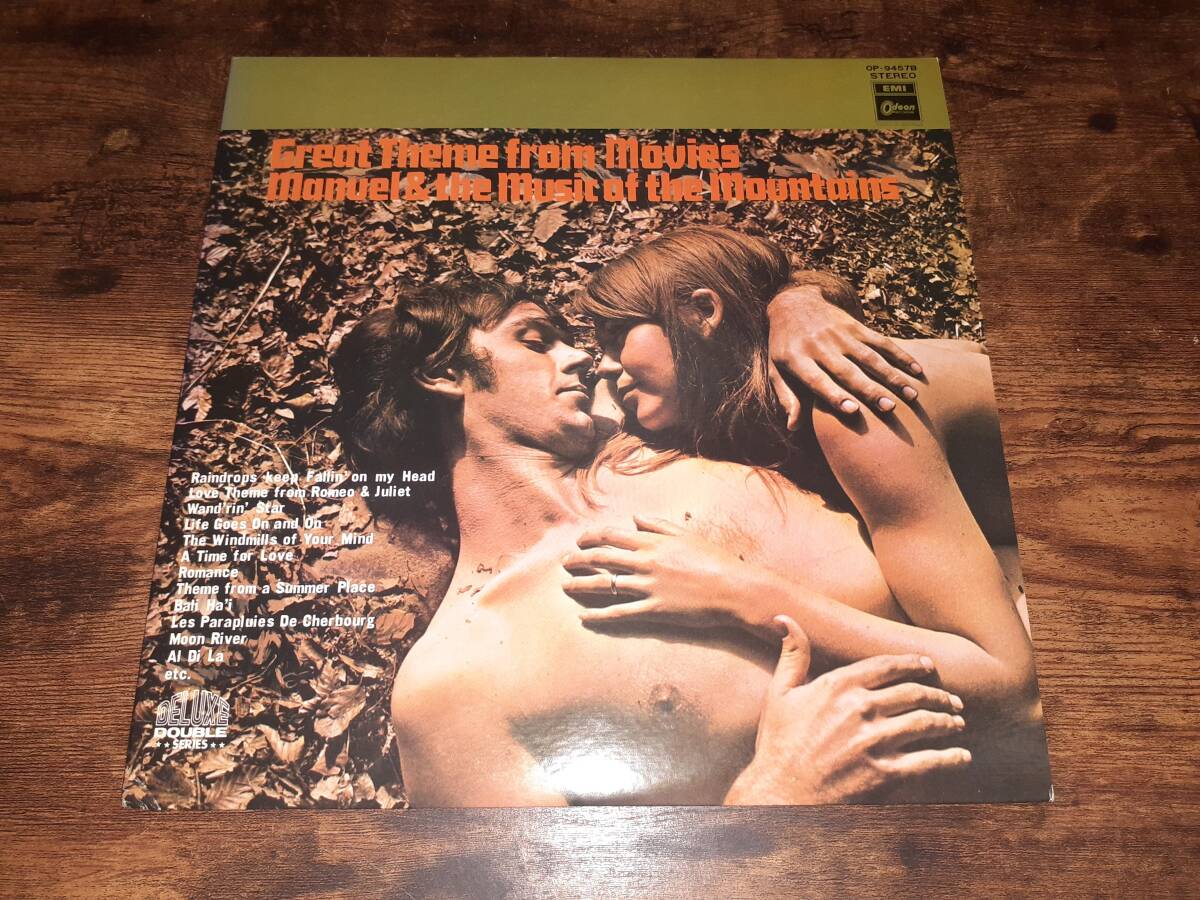 OP-9457B
STEREO
EMI
Odeon
Great Theme from Movies
Manuel & the Music of the Mountains
Raindrops keep Fallin' on my Head
Love Theme from Romeo & Juliet
Wand'rin' Star
Life Goes On and On
The Windmills of Your Mind
A Time for Love
Romance
Theme from a Summer Place
Bali Ha'i
Les Parapluies De Cherbourg
Moon River
Al Di La
etc.
DELUXE
DOUBLE
★★SERIES★★